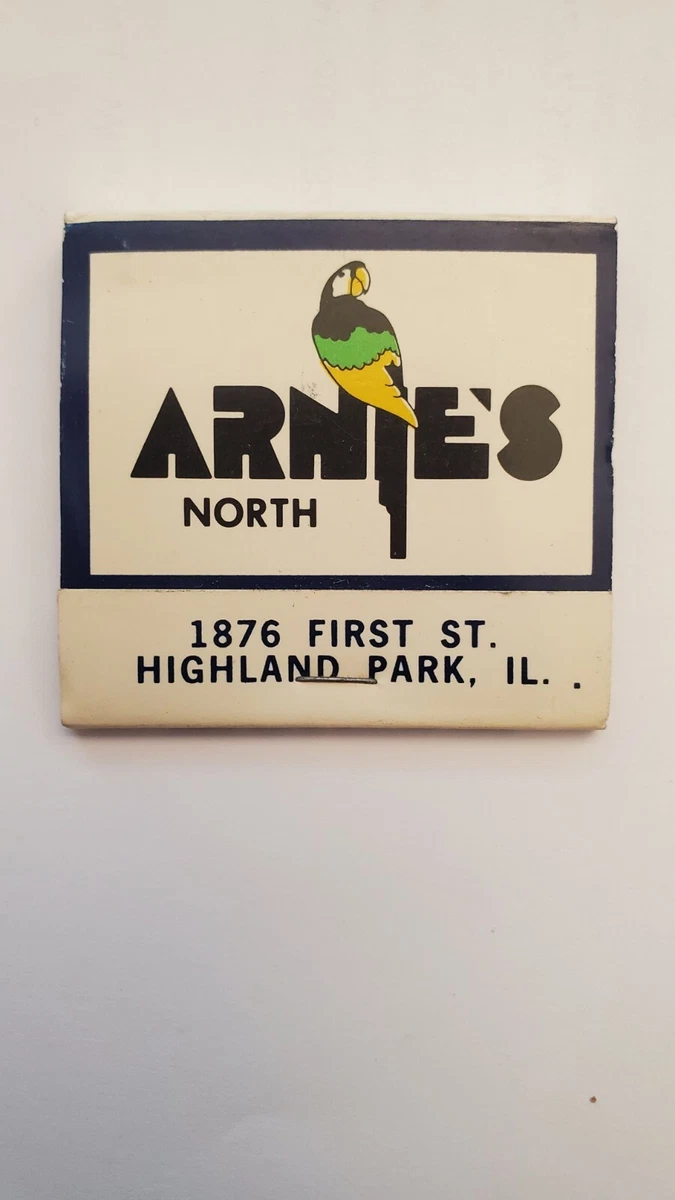 ARNIE'S
NORTH
1876 FIRST ST.
HIGHLAND PARK, IL. .